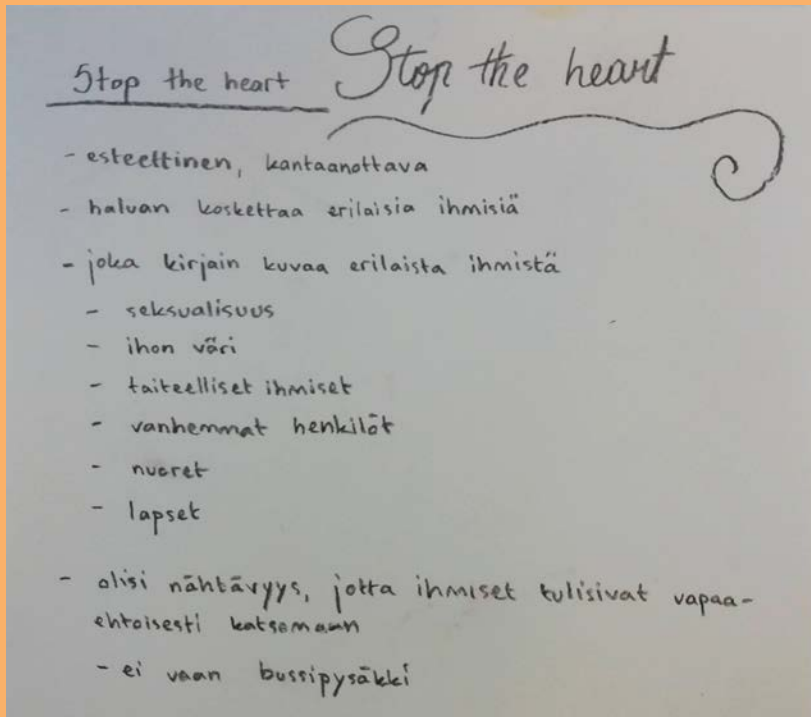 Stop the heart Stop the heart
- esteettinen, kantaanottava
- haluan koskettaa erilaisia ihmisiä
- joka kirjain kuvaa erilaista ihmistä
- seksualisuus
- ihon väri
- taiteelliset ihmiset
- vanhemmat henkilöt
- nuoret
- lapset
- olisi nähtävyys, jotta ihmiset tulisivat vapaa-
ehtoisesti katsomaan
- ei vaan bussipysäkki